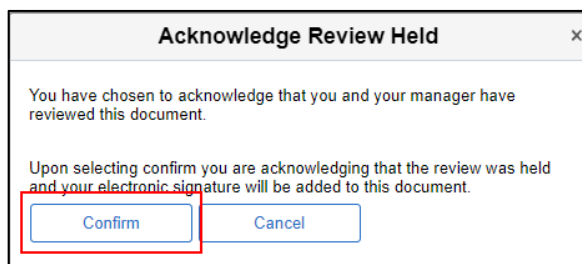 Acknowledge Review Held ×
You have chosen to acknowledge that you and your manager have
reviewed this document.
Upon selecting confirm you are acknowledging that the review was held
and your electronic signature will be added to this document.
Confirm Cancel